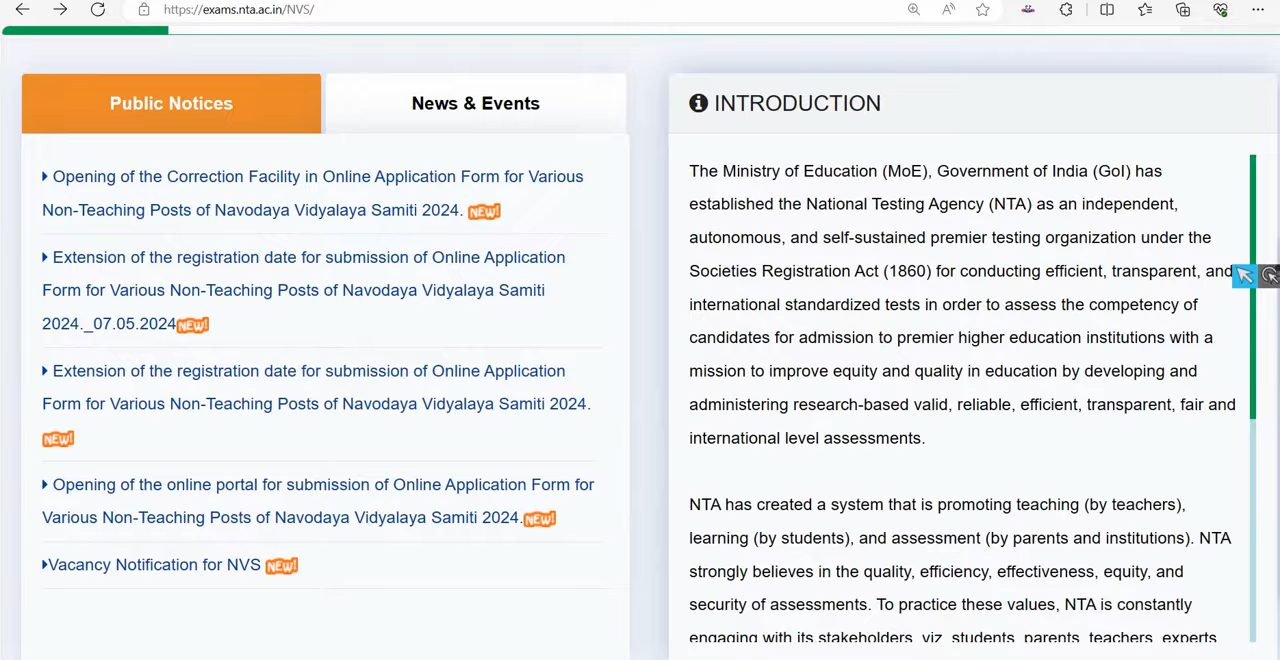 https://exams.nta.ac.in/NVS/
Public Notices
News & Events
Opening of the Correction Facility in Online Application Form for Various
Non-Teaching Posts of Navodaya Vidyalaya Samiti 2024. NEW!
Extension of the registration date for submission of Online Application
Form for Various Non-Teaching Posts of Navodaya Vidyalaya Samiti
2024._07.05.2024 NEW!
Extension of the registration date for submission of Online Application
Form for Various Non-Teaching Posts of Navodaya Vidyalaya Samiti 2024.
NEW!
Opening of the online portal for submission of Online Application Form for
Various Non-Teaching Posts of Navodaya Vidyalaya Samiti 2024. NEW!
Vacancy Notification for NVS NEW!
INTRODUCTION
The Ministry of Education (MoE), Government of India (GoI) has
established the National Testing Agency (NTA) as an independent,
autonomous, and self-sustained premier testing organization under the
Societies Registration Act (1860) for conducting efficient, transparent, and
international standardized tests in order to assess the competency of
candidates for admission to premier higher education institutions with a
mission to improve equity and quality in education by developing and
administering research-based valid, reliable, efficient, transparent, fair and
international level assessments.
NTA has created a system that is promoting teaching (by teachers),
learning (by students), and assessment (by parents and institutions). NTA
strongly believes in the quality, efficiency, effectiveness, equity, and
security of assessments. To practice these values, NTA is constantly
engaging with its stakeholders, viz. students, parents, teachers, experts